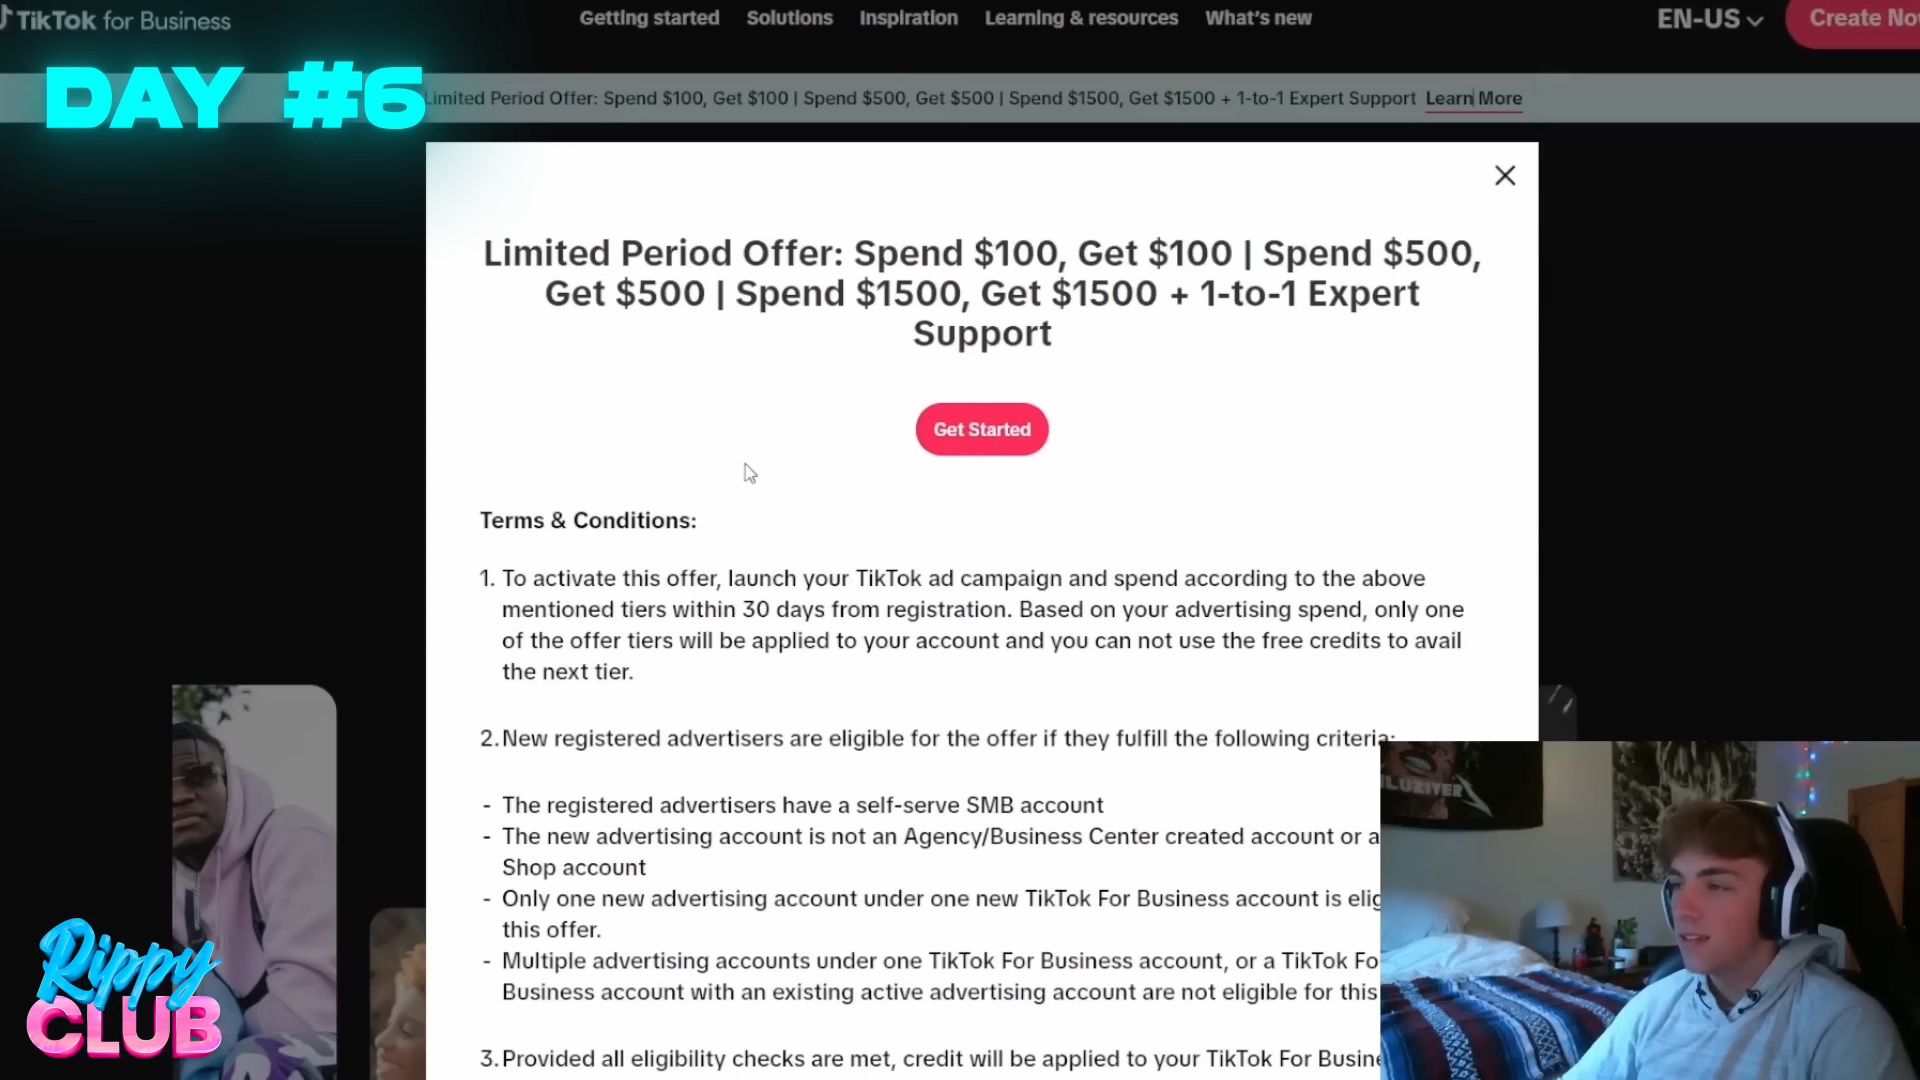 TikTok for Business
Getting started Solutions Inspiration Learning & resources What's new
EN-US
Create No
DAY #6
Limited Period Offer: Spend $100, Get $100 | Spend $500, Get $500 | Spend $1500, Get $1500 + 1-to-1 Expert Support Learn More
Limited Period Offer: Spend $100, Get $100 | Spend $500,
Get $500 | Spend $1500, Get $1500 + 1-to-1 Expert
Support
Get Started
Terms & Conditions:
1. To activate this offer, launch your TikTok ad campaign and spend according to the above
mentioned tiers within 30 days from registration. Based on your advertising spend, only one
of the offer tiers will be applied to your account and you can not use the free credits to avail
the next tier.
2. New registered advertisers are eligible for the offer if they fulfill the following criteria:
- The registered advertisers have a self-serve SMB account
- The new advertising account is not an Agency/Business Center created account or a
Shop account
- Only one new advertising account under one new TikTok For Business account is elig
this offer.
- Multiple advertising accounts under one TikTok For Business account, or a TikTok Fo
Business account with an existing active advertising account are not eligible for this
3. Provided all eligibility checks are met, credit will be applied to your TikTok For Busine
Rippy
CLUB